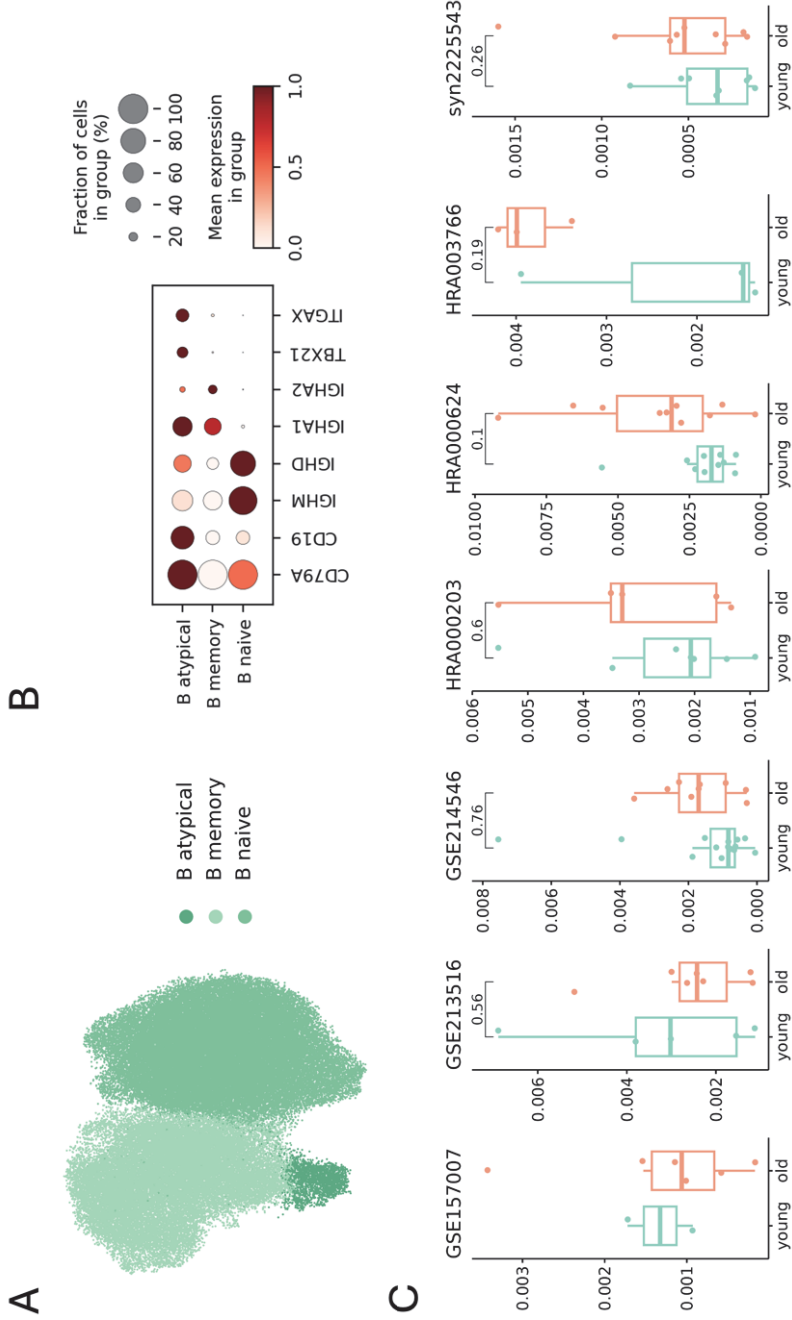 A
B atypical
B memory
B naive
B
B atypical
B memory
B naive
CD79A
CD19
IGHM
IGHD
IGHA1
IGHA2
TBX21
ITGAX
Fraction of cells
in group (%)
20 40 60 80 100
Mean expression
in group
0.0 0.5 1.0
C
GSE157007
0.003
0.002
0.001
young old
GSE213516
0.56
0.006
0.004
0.002
young old
GSE214546
0.76
0.008
0.006
0.004
0.002
0.000
young old
HRA000203
0.6
0.006
0.005
0.004
0.003
0.002
0.001
young old
HRA000624
0.1
0.0100
0.0075
0.0050
0.0025
0.0000
young old
HRA003766
0.19
0.004
0.003
0.002
young old
syn22255433
0.26
0.0015
0.0010
0.0005
young old